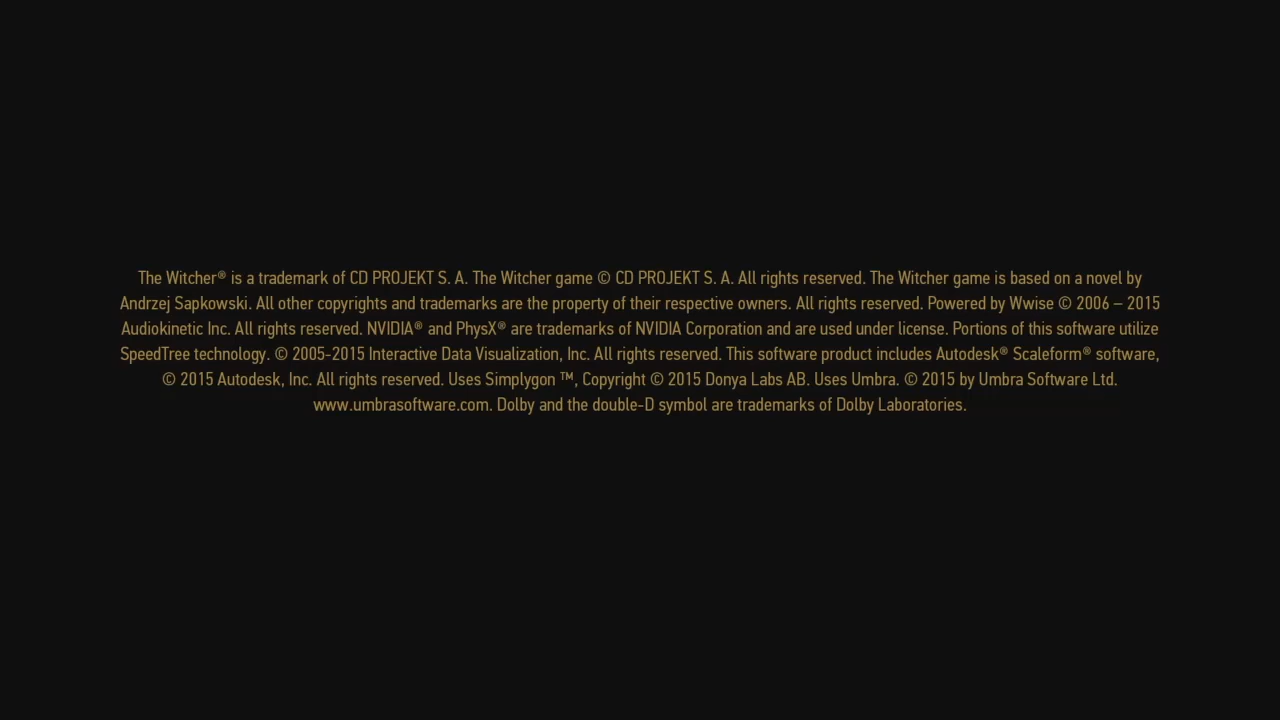 The Witcher® is a trademark of CD PROJEKT S. A. The Witcher game © CD PROJEKT S. A. All rights reserved. The Witcher game is based on a novel by
Andrzej Sapkowski. All other copyrights and trademarks are the property of their respective owners. All rights reserved. Powered by Wwise © 2006 – 2015
Audiokinetic Inc. All rights reserved. NVIDIA® and PhysX® are trademarks of NVIDIA Corporation and are used under license. Portions of this software utilize
SpeedTree technology. © 2005-2015 Interactive Data Visualization, Inc. All rights reserved. This software product includes Autodesk® Scaleform® software,
© 2015 Autodesk, Inc. All rights reserved. Uses Simplygon ™, Copyright © 2015 Donya Labs AB. Uses Umbra. © 2015 by Umbra Software Ltd.
www.umbrasoftware.com. Dolby and the double-D symbol are trademarks of Dolby Laboratories.